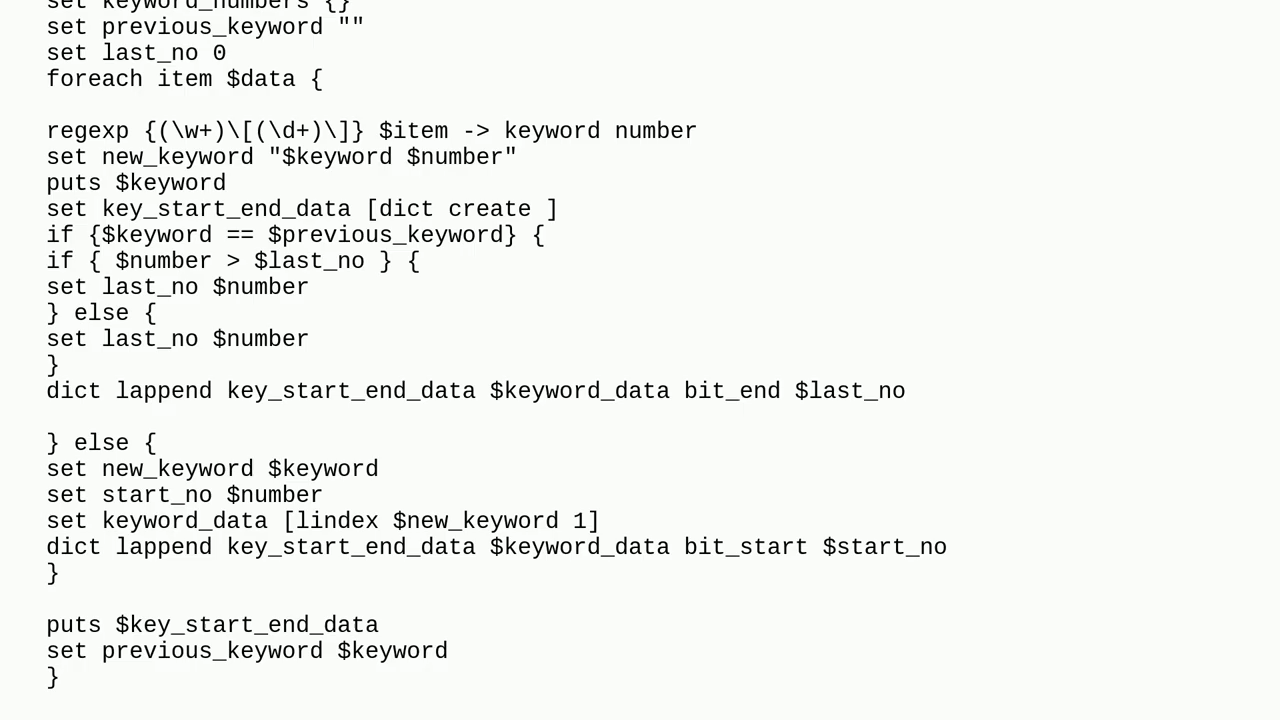 set keyword_numbers {}
set previous_keyword ""
set last_no 0
foreach item $data {
regexp {(\w+)\[(\d+)\]} $item -> keyword number
set new_keyword "$keyword $number"
puts $keyword
set key_start_end_data [dict create ]
if {$keyword == $previous_keyword} {
if { $number > $last_no } {
set last_no $number
} else {
set last_no $number
}
dict lappend key_start_end_data $keyword_data bit_end $last_no
} else {
set new_keyword $keyword
set start_no $number
set keyword_data [lindex $new_keyword 1]
dict lappend key_start_end_data $keyword_data bit_start $start_no
}
puts $key_start_end_data
set previous_keyword $keyword
}